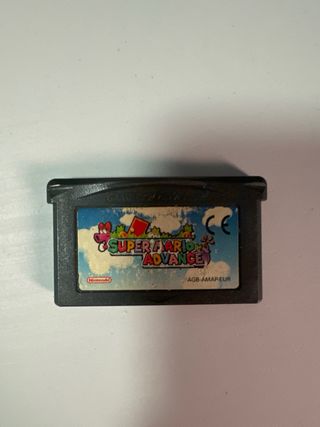 SUPER MARIO
ADVANCE
CE
Nintendo
AGB-AMAP-EUR